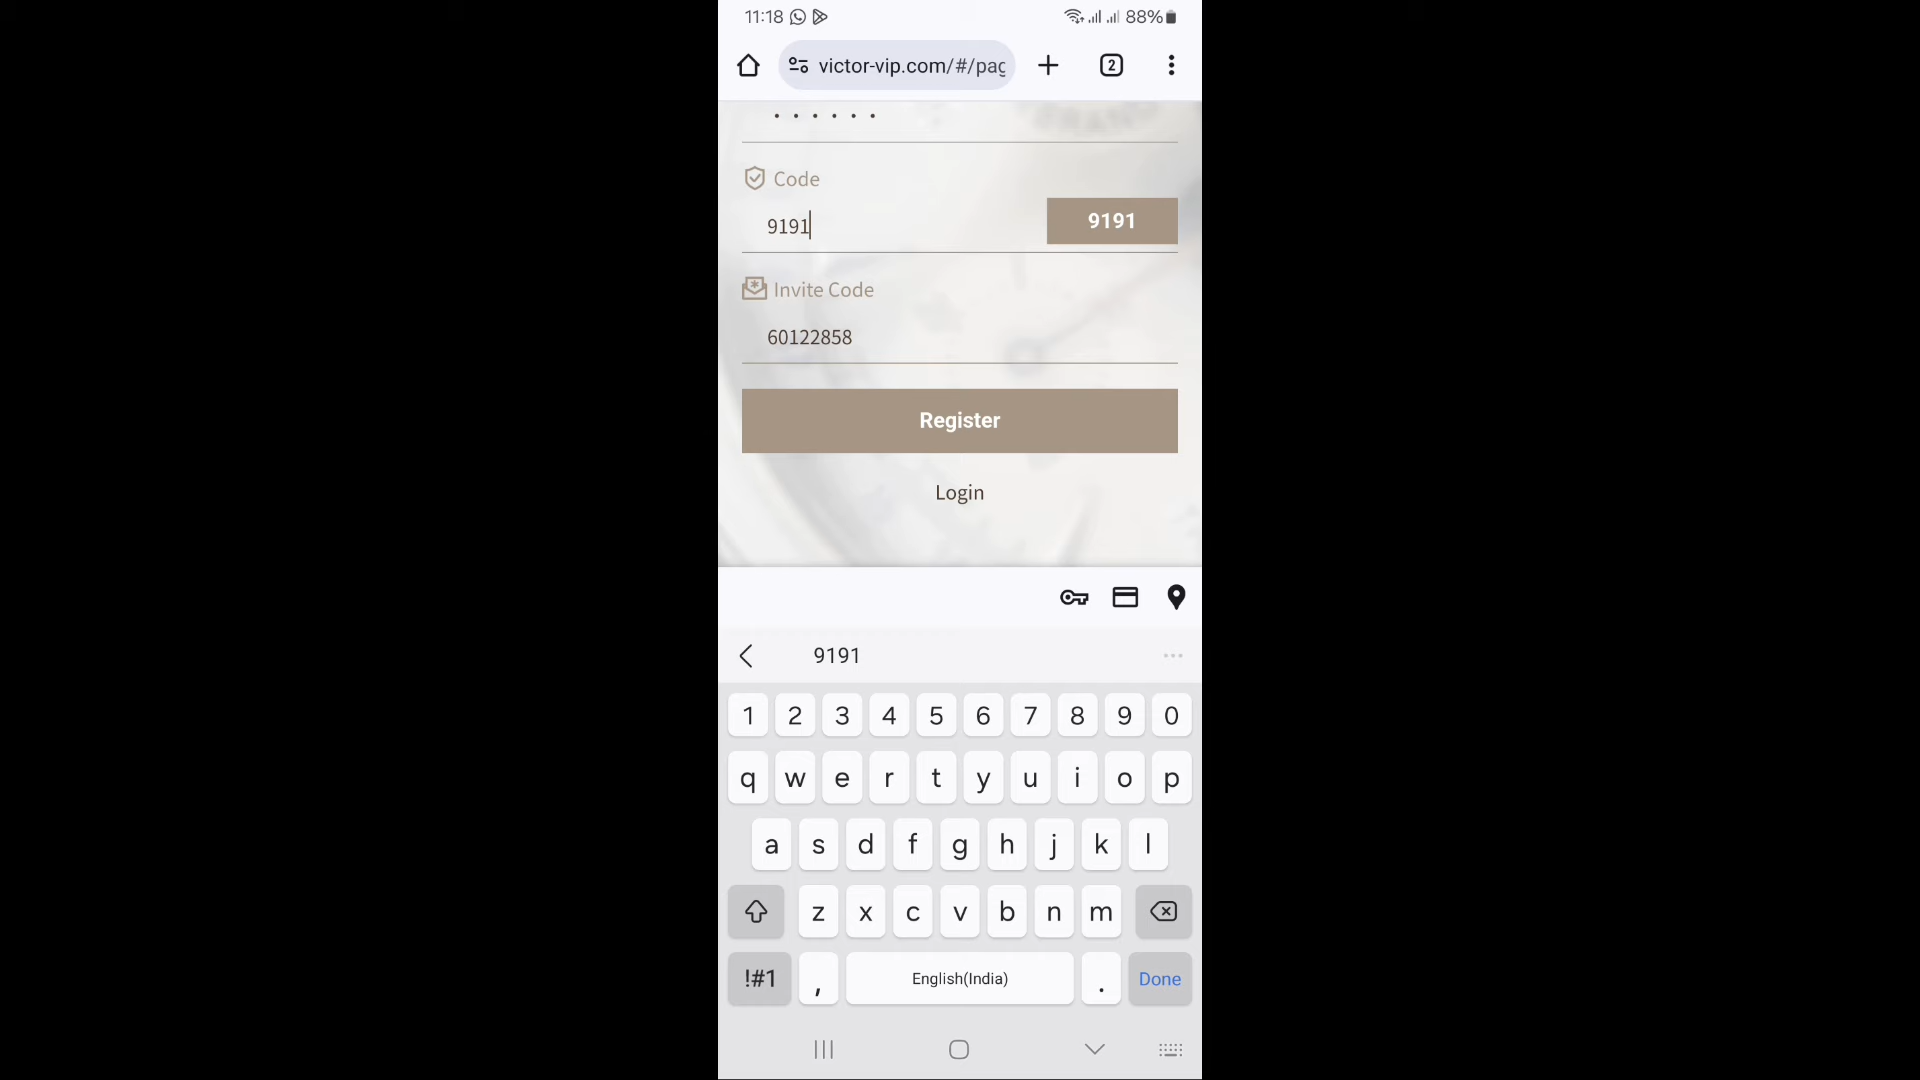 11:18 88%
victor-vip.com/#/pag 2
Code
9191 9191
Invite Code
60122858
Register
Login
9191
1 2 3 4 5 6 7 8 9 0
q w e r t y u i o p
a s d f g h j k l
z x c v b n m
!#1 , English(India) . Done